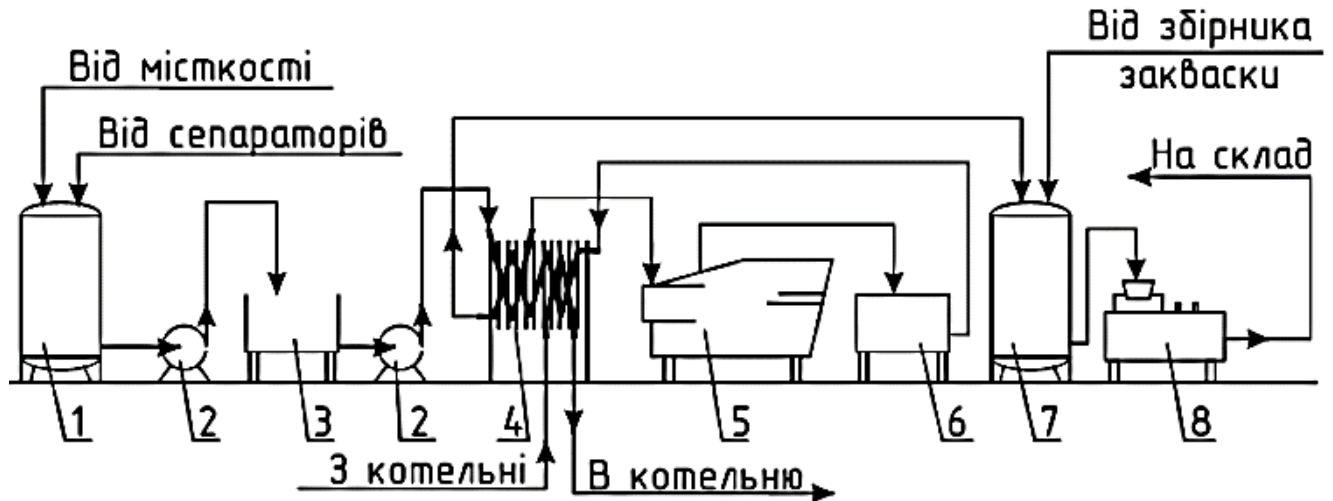 Від збірника
закваски
Від місткості
Від сепараторів
На склад
1
2
3
2
4
5
6
7
8
З котельні
В котельню